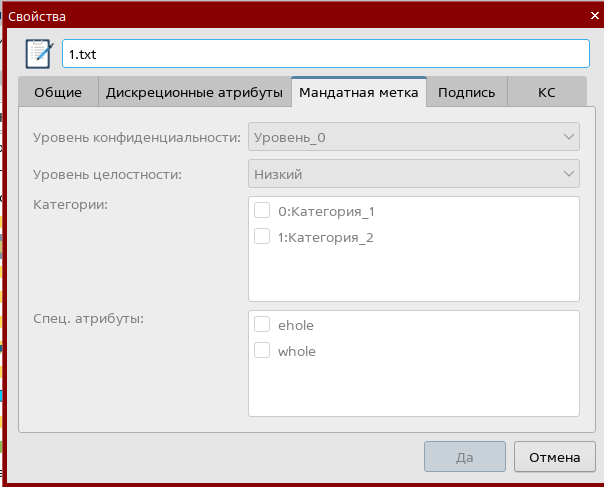 Свойства
1.txt
Общие Дискреционные атрибуты Мандатная метка Подпись КС
Уровень конфиденциальности: Уровень_0
Уровень целостности: Низкий
Категории: 0:Категория_1
1:Категория_2
Спец. атрибуты: ehole
whole
Да Отмена